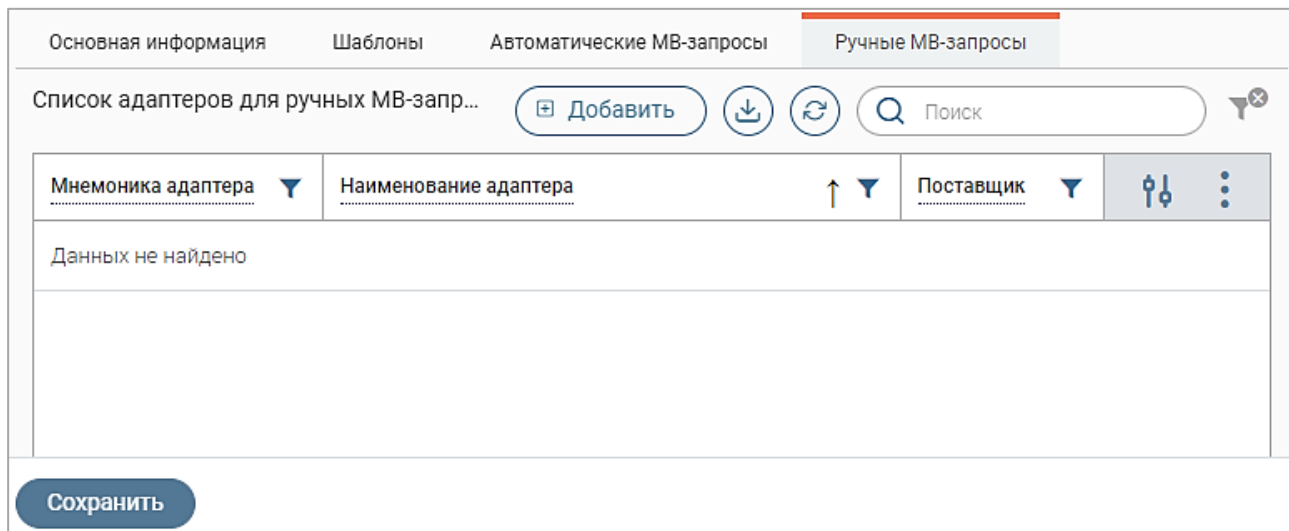 Основная информация Шаблоны Автоматические МВ-запросы Ручные МВ-запросы
Список адаптеров для ручных МВ-запр... Добавить Поиск
Мнемоника адаптера Наименование адаптера Поставщик
Данных не найдено
Сохранить